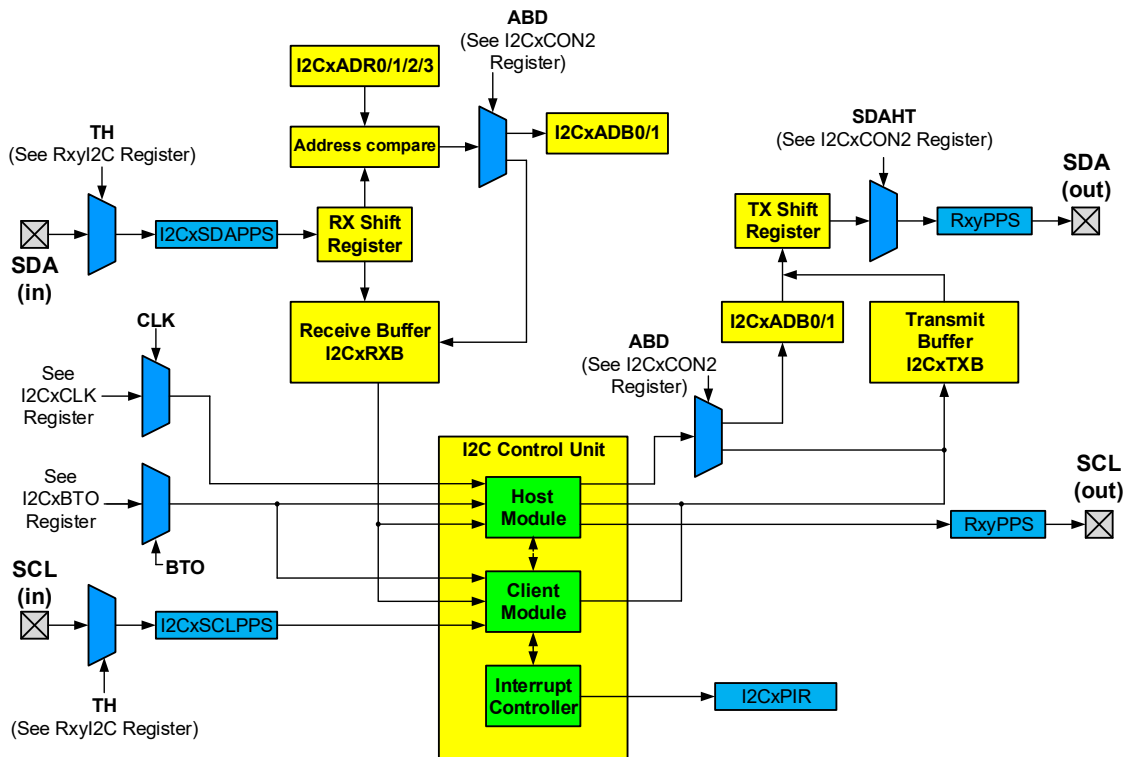 ABD
(See I2CxCON2
Register)
I2CxADR0/1/2/3
TH
(See RxyI2C Register)
Address compare
I2CxADB0/1
SDAHT
(See I2CxCON2 Register)
SDA
(out)
I2CxSDAPPS
RX Shift
Register
TX Shift
Register
RxyPPS
SDA
(in)
Receive Buffer
I2CxRXB
I2CxADB0/1
Transmit
Buffer
I2CxTXB
CLK
See
I2CxCLK
Register
ABD
(See I2CxCON2
Register)
I2C Control Unit
See
I2CxBTO
Register
Host
Module
SCL
(out)
RxyPPS
BTO
SCL
(in)
Client
Module
I2CxSCLPPS
Interrupt
Controller
I2CxPIR
TH
(See RxyI2C Register)